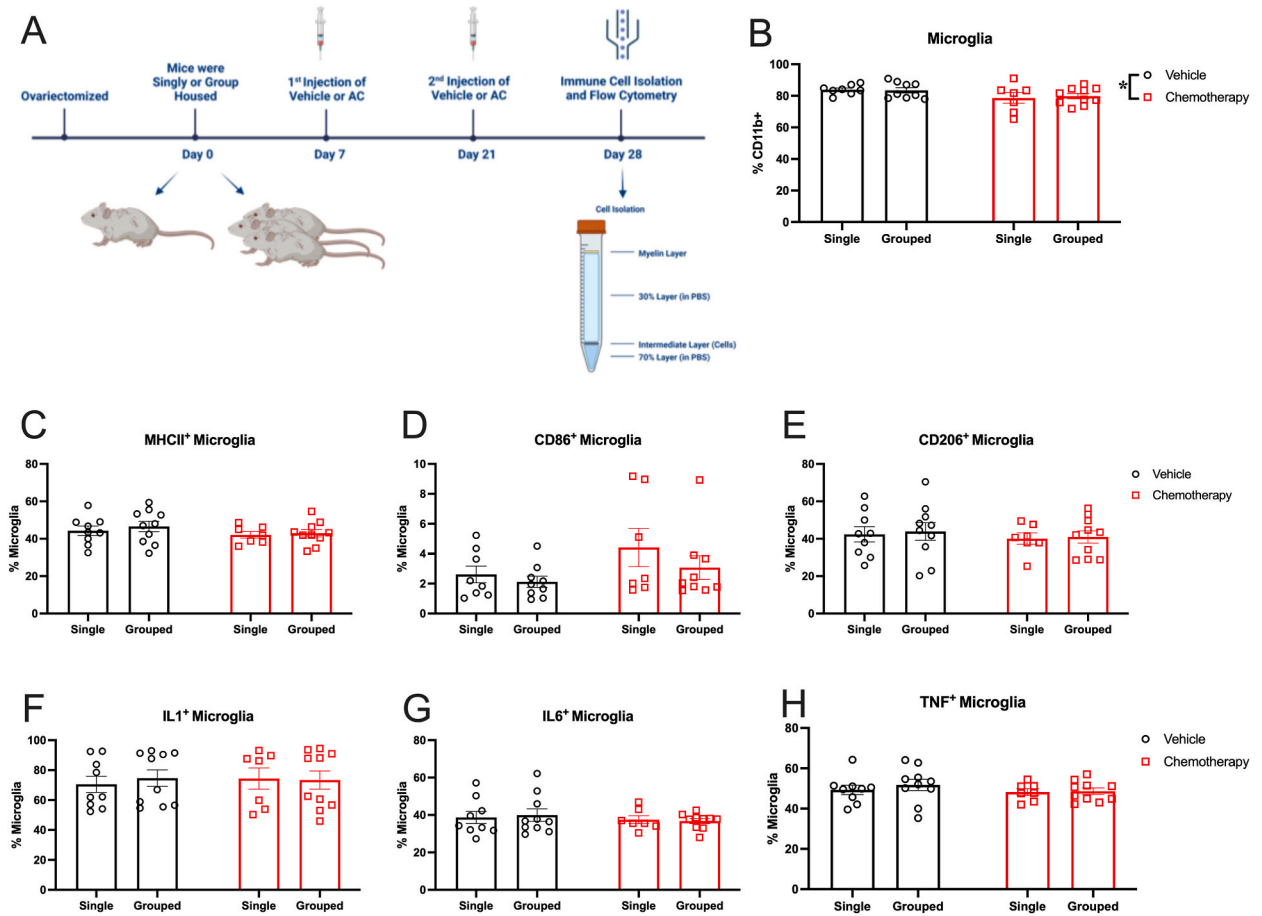 A
Ovariectomized
Mice were
Singly or Group
Housed
1st Injection of
Vehicle or AC
2nd Injection of
Vehicle or AC
Immune Cell Isolation
and Flow Cytometry
Day 0
Day 7
Day 21
Day 28
Cell Isolation
Myelin Layer
30% Layer (in PBS)
Intermediate Layer (Cells)
70% Layer (in PBS)
B
Microglia
% CD11b+
100
80
60
40
20
0
Single
Grouped
Single
Grouped
*
Vehicle
Chemotherapy
C
MHCII+ Microglia
% Microglia
80
60
40
20
0
Single
Grouped
Single
Grouped
D
CD86+ Microglia
% Microglia
10
8
6
4
2
0
Single
Grouped
Single
Grouped
E
CD206+ Microglia
% Microglia
80
60
40
20
0
Single
Grouped
Single
Grouped
Vehicle
Chemotherapy
F
IL1+ Microglia
% Microglia
100
80
60
40
20
0
Single
Grouped
Single
Grouped
G
IL6+ Microglia
% Microglia
80
60
40
20
0
Single
Grouped
Single
Grouped
H
TNF+ Microglia
% Microglia
80
60
40
20
0
Single
Grouped
Single
Grouped
Vehicle
Chemotherapy